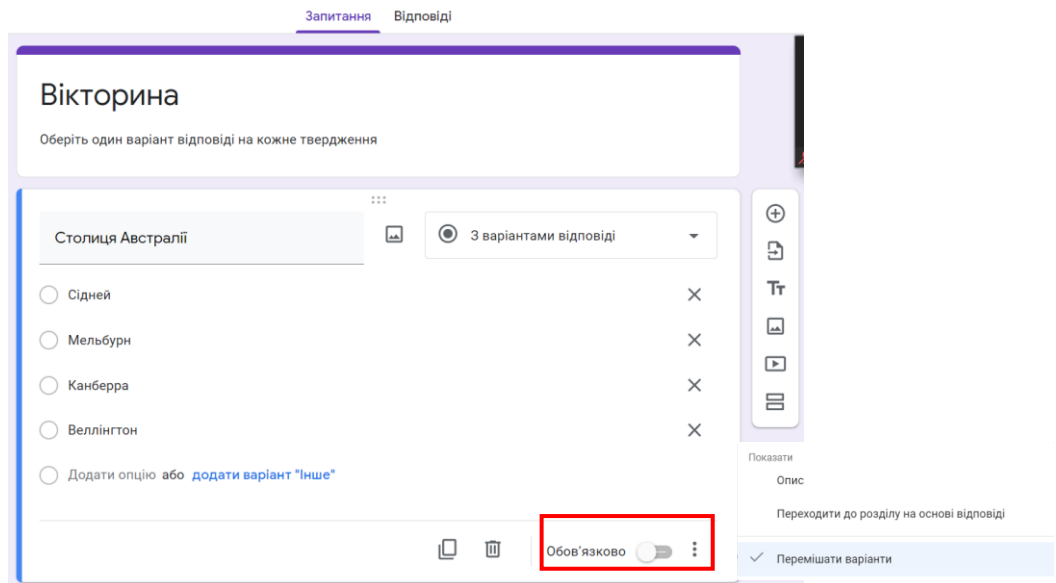 Запитання Відповіді
Вікторина
Оберіть один варіант відповіді на кожне твердження
Столиця Австралії
З варіантами відповіді
Сідней
Мельбурн
Канберра
Веллінгтон
Додати опцію або додати варіант "Інше"
Обов'язково
Tт
Показати
Опис
Переходити до розділу на основі відповіді
Перемішати варіанти